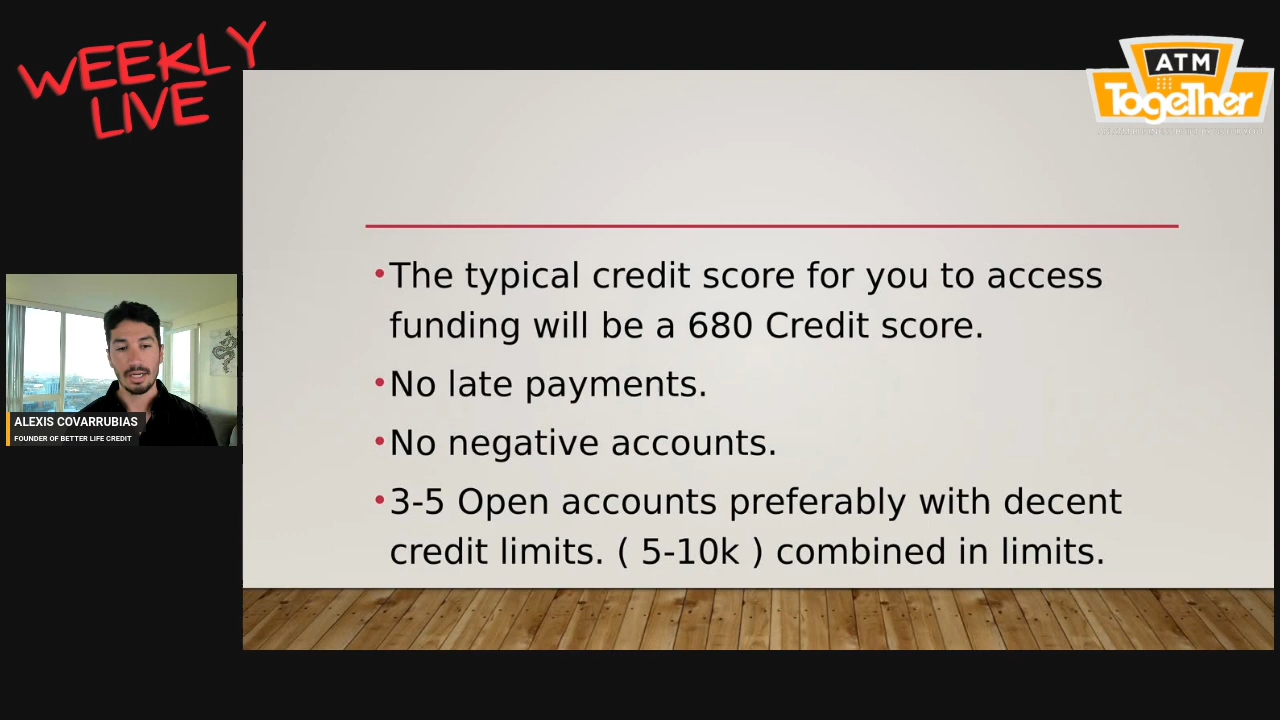 WEEKLY
LIVE
ATM
Together
•The typical credit score for you to access
funding will be a 680 Credit score.
•No late payments.
•No negative accounts.
•3-5 Open accounts preferably with decent
credit limits. ( 5-10k ) combined in limits.
ALEXIS COVARRUBIAS
FOUNDER OF BETTER LIFE CREDIT